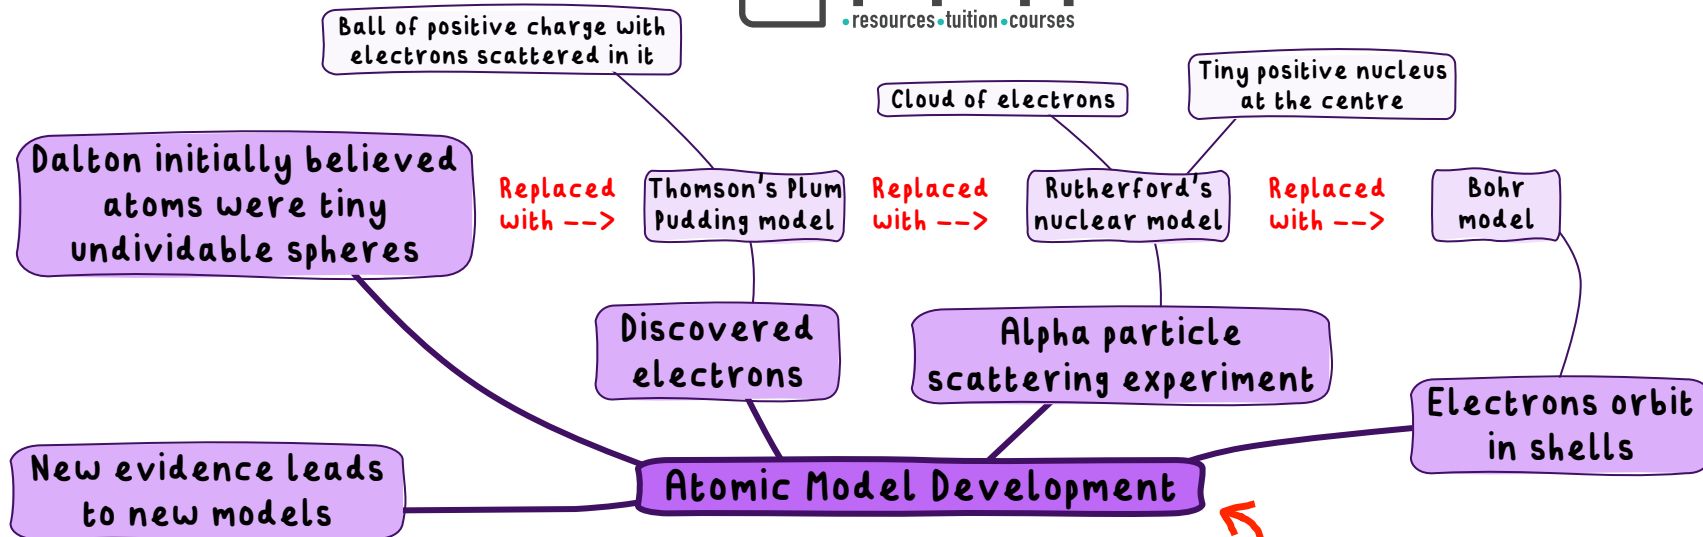 •resources•tuition•courses
Ball of positive charge with
electrons scattered in it
Cloud of electrons
Tiny positive nucleus
at the centre
Dalton initially believed
atoms were tiny
undividable spheres
Replaced
with -->
Thomson's Plum
Pudding model
Replaced
with -->
Rutherford's
nuclear model
Replaced
with -->
Bohr
model
Discovered
electrons
Alpha particle
scattering experiment
Electrons orbit
in shells
New evidence leads
to new models
Atomic Model Development